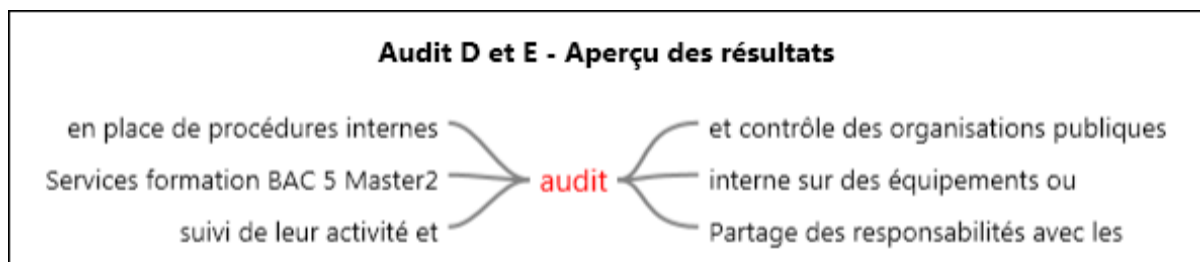 Audit D et E - Aperçu des résultats
en place de procédures internes
Services formation BAC 5 Master2
suivi de leur activité et
audit
et contrôle des organisations publiques
interne sur des équipements ou
Partage des responsabilités avec les